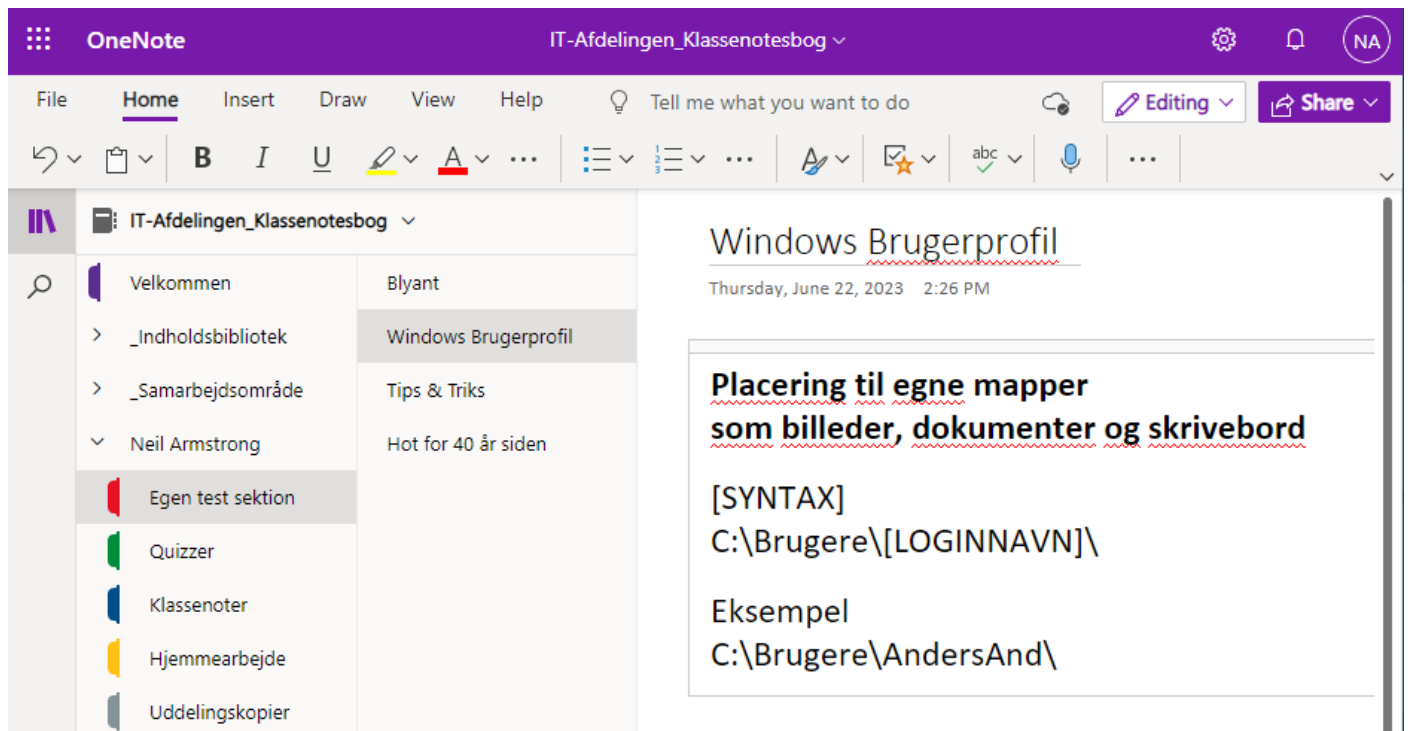 OneNote
IT-Afdelingen_Klassenotesbog
NA
File
Home
Insert
Draw
View
Help
Tell me what you want to do
Editing
Share
B
I
U
A
1
2
3
A
abc
IT-Afdelingen_Klassenotesbog
Velkommen
_Indholdsbibliotek
_Samarbejdsområde
Neil Armstrong
Egen test sektion
Quizzer
Klassenoter
Hjemmearbejde
Uddelingskopier
Blyant
Windows Brugerprofil
Tips & Triks
Hot for 40 år siden
Windows Brugerprofil
Thursday, June 22, 2023 2:26 PM
Placering til egne mapper
som billeder, dokumenter og skrivebord
[SYNTAX]
C:\Brugere\[LOGINNAVN]\
Eksempel
C:\Brugere\AndersAnd\